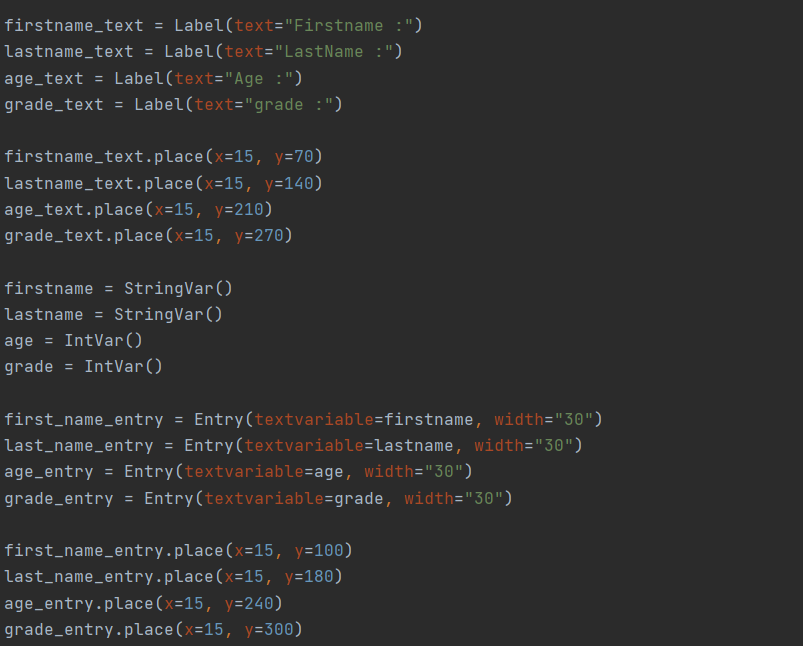 firstname_text = Label(text="Firstname :")
lastname_text = Label(text="LastName :")
age_text = Label(text="Age :")
grade_text = Label(text="grade :")
firstname_text.place(x=15, y=70)
lastname_text.place(x=15, y=140)
age_text.place(x=15, y=210)
grade_text.place(x=15, y=270)
firstname = StringVar()
lastname = StringVar()
age = IntVar()
grade = IntVar()
first_name_entry = Entry(textvariable=firstname, width="30")
last_name_entry = Entry(textvariable=lastname, width="30")
age_entry = Entry(textvariable=age, width="30")
grade_entry = Entry(textvariable=grade, width="30")
first_name_entry.place(x=15, y=100)
last_name_entry.place(x=15, y=180)
age_entry.place(x=15, y=240)
grade_entry.place(x=15, y=300)